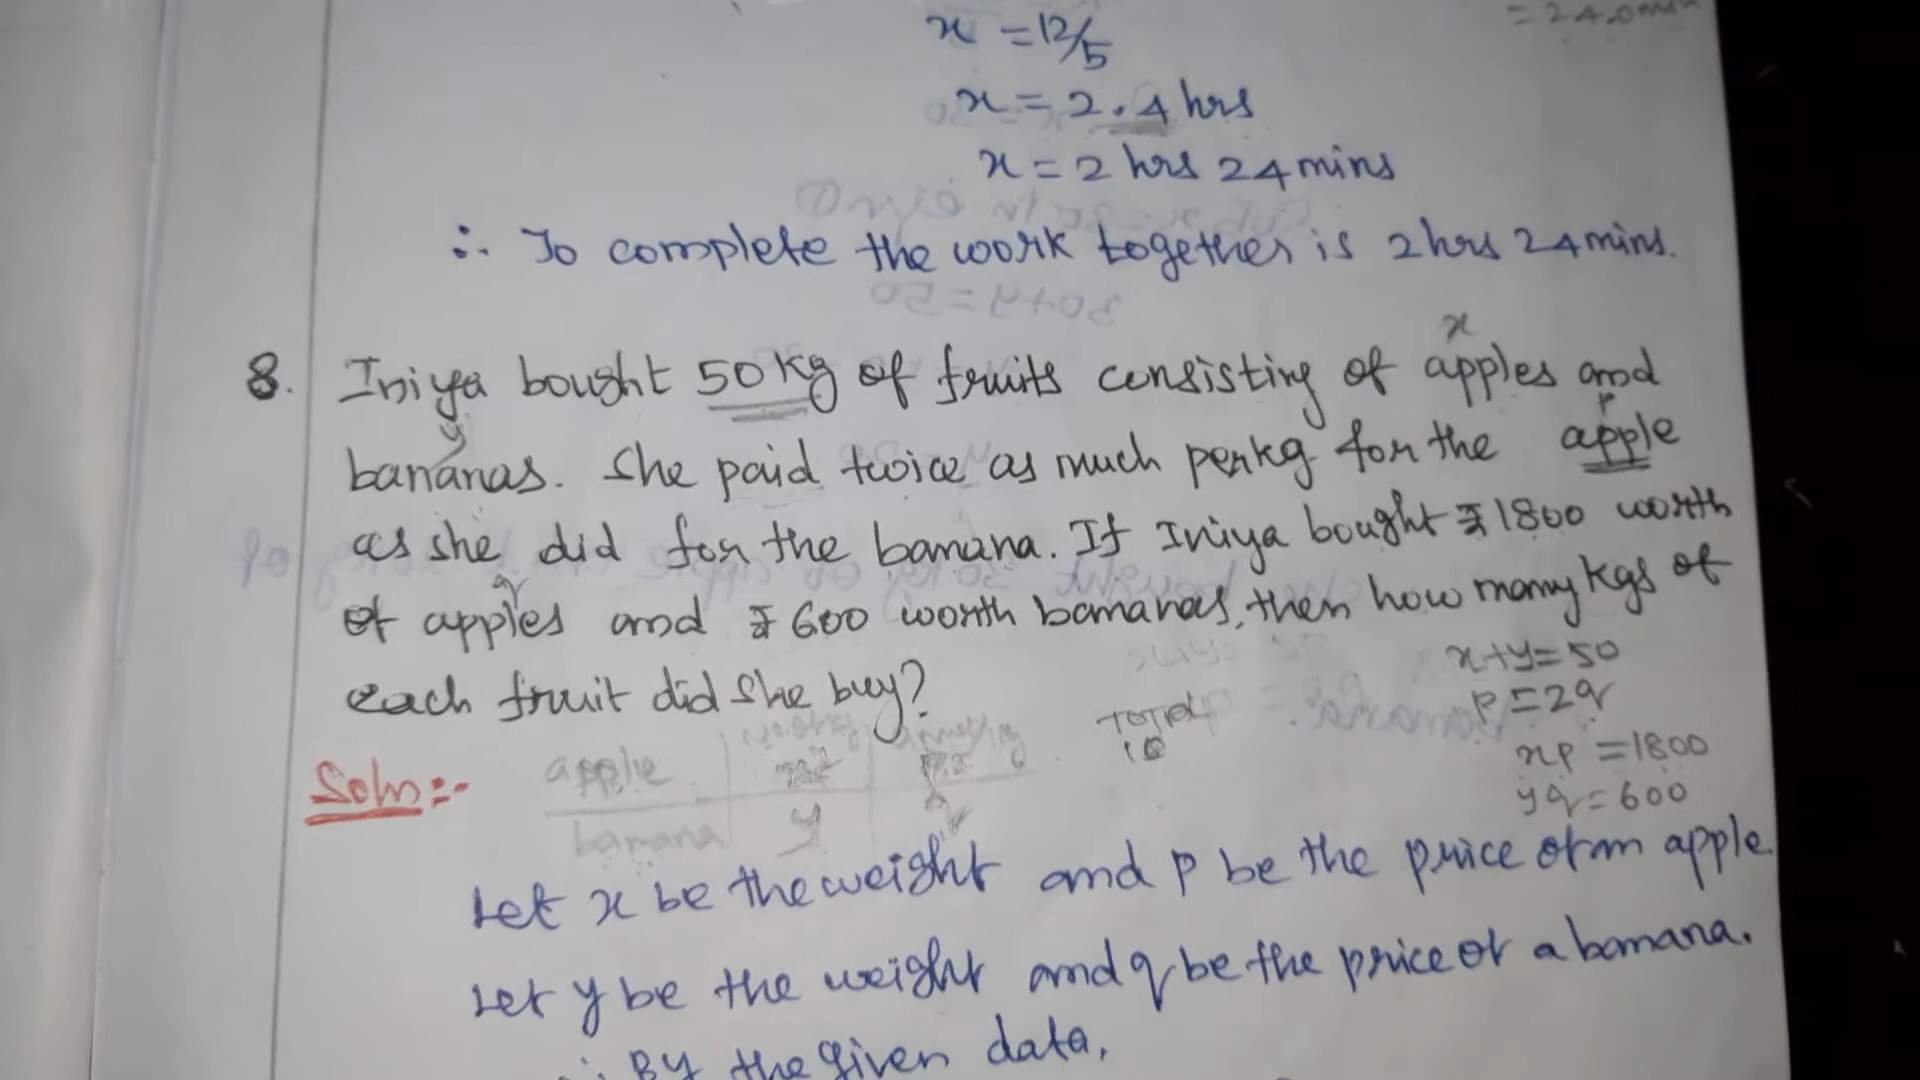 = 24.0min
x = 12/5
x = 2.4 hrs
x = 2 hrs 24 mins
∴ To complete the work together is 2 hrs 24 mins.
30+y=50
x
8. Iniya bought 50 kg of fruits consisting of apples and
y p
bananas. She paid twice as much per kg for the apple
as she did for the banana. If Iniya bought ₹1800 worth
q
of apples and ₹600 worth bananas, then how many kgs of
each fruit did she buy?
x+y=50
p=2q
xp=1800
yq=600
Total
apple
banana y q
Soln:-
Let x be the weight and p be the price of an apple.
Let y be the weight and q be the price of a banana.
∴ By the given data,